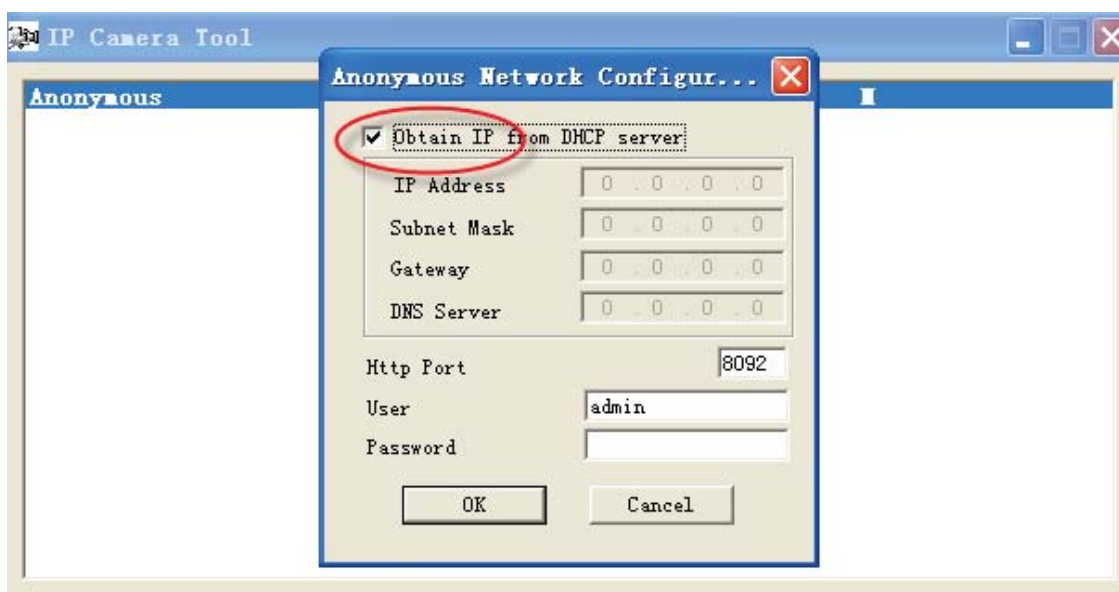 IP Camera Tool
Anonymous Network Configur...
Anonymous
Obtain IP from DHCP server
IP Address 0 . 0 . 0 . 0
Subnet Mask 0 . 0 . 0 . 0
Gateway 0 . 0 . 0 . 0
DNS Server 0 . 0 . 0 . 0
Http Port 8092
User admin
Password
OK Cancel